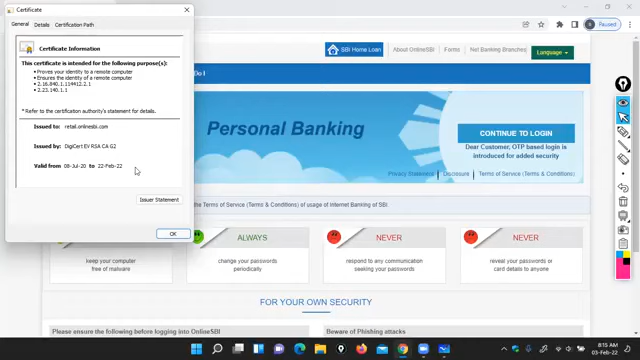 Certificate
General Details Certification Path
Certificate Information
This certificate is intended for the following purpose(s):
• Proves your identity to a remote computer
• Ensures the identity of a remote computer
• 2.16.840.1.114412.2.1
• 2.23.140.1.1
* Refer to the certification authority's statement for details.
Issued to: retail.onlinesbi.com
Issued by: DigiCert EV RSA CA G2
Valid from 08-Jul-20 to 22-Feb-22
Issuer Statement
OK
Paused
SBI Home Loan
About OnlineSBI
Forms
Net Banking Branches
Language
Do I
Personal Banking
CONTINUE TO LOGIN
Dear Customer, OTP based login is
introduced for added security
Privacy Statement Disclosure Terms of Service (Terms & Conditions)
the Terms of Service (Terms & Conditions) of usage of Internet Banking of SBI.
keep your computer
free of malware
ALWAYS
change your passwords
periodically
NEVER
respond to any communication
seeking your passwords
NEVER
reveal your passwords or
card details to anyone
FOR YOUR OWN SECURITY
Please ensure the following before logging into OnlineSBI
Beware of Phishing attacks
8:15 AM
03-Feb-22